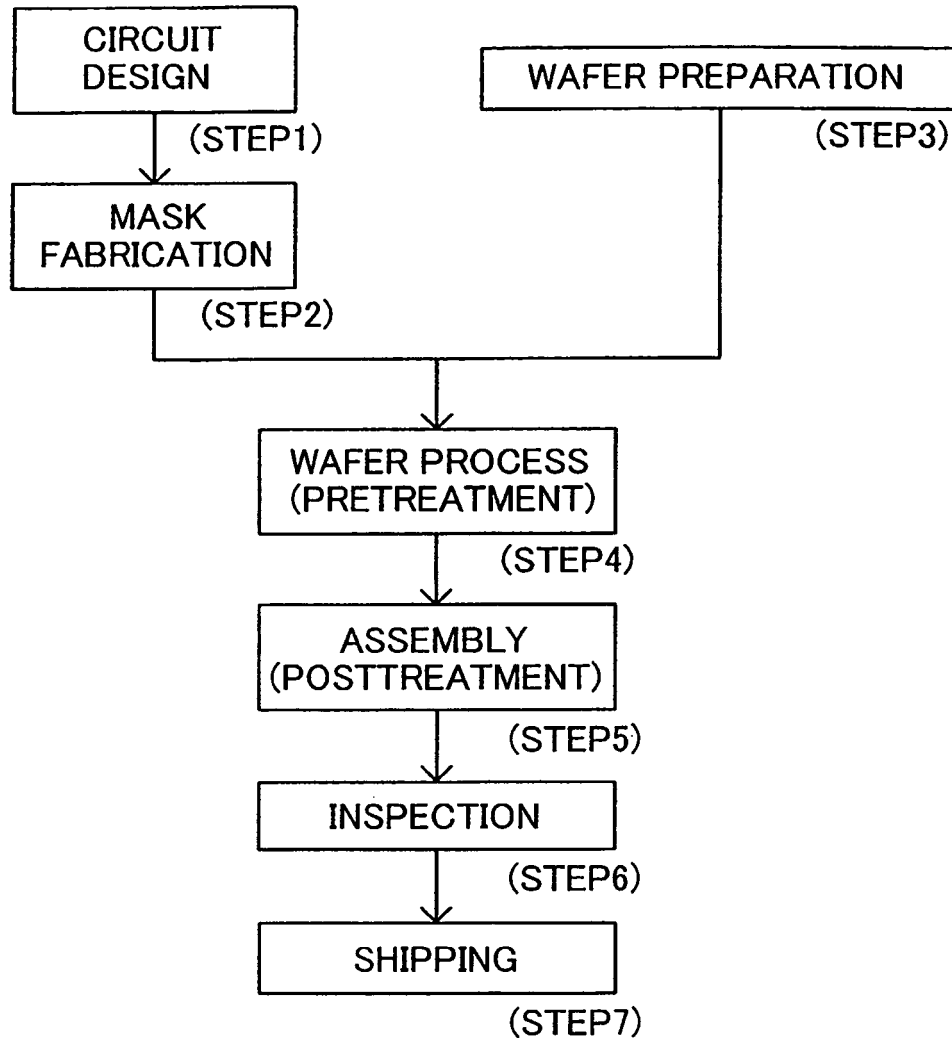 CIRCUIT
DESIGN
(STEP1)
MASK
FABRICATION
(STEP2)
WAFER PREPARATION
(STEP3)
WAFER PROCESS
(PRETREATMENT)
(STEP4)
ASSEMBLY
(POSTTREATMENT)
(STEP5)
INSPECTION
(STEP6)
SHIPPING
(STEP7)